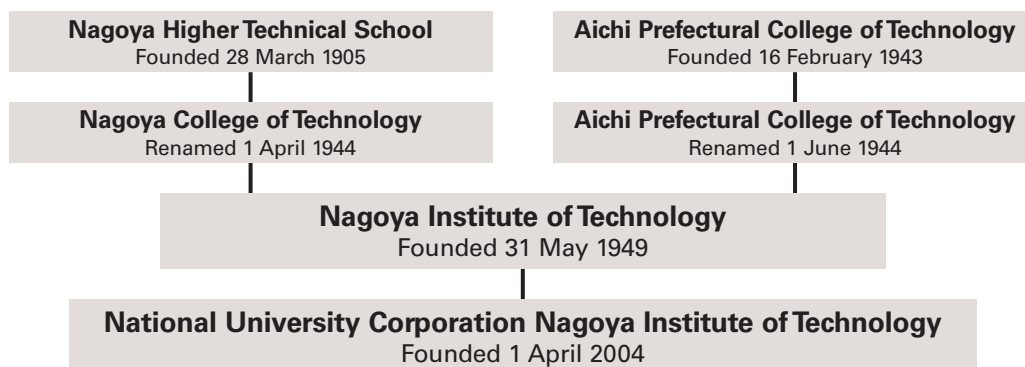 Nagoya Higher Technical School
Founded 28 March 1905
Aichi Prefectural College of Technology
Founded 16 February 1943
Nagoya College of Technology
Renamed 1 April 1944
Aichi Prefectural College of Technology
Renamed 1 June 1944
Nagoya Institute of Technology
Founded 31 May 1949
National University Corporation Nagoya Institute of Technology
Founded 1 April 2004